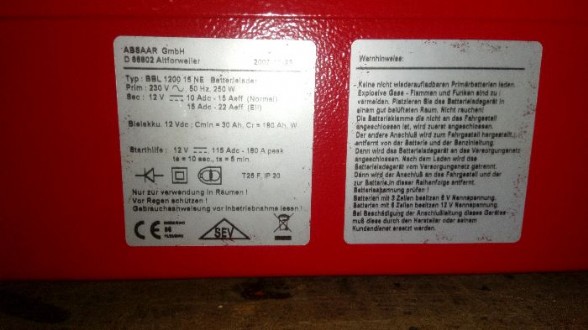 ABSAAR GmbH
D 66802 Altforweiler
Typ: BBL 1200 15 NE Batterielader
Prim : 230 V ~, 50 Hz, 250 W
Sec : 12 V 10 Adc - 15 Aeff (Normal)
15 Adc - 22 Aeff (Eil)
Bleiakku. 12 Vdc ; Cmin = 30 Ah, Ci = 180 Ah, W
Starthilfe : 12 V 115 Adc - 180 A peak
ta = 10 sec., ts = 5 min
T25 F, IP 20
Nur zur verwendung in Räumen !
Vor Regen schützen !
Gebrauchsanweisung vor Inbetriebnahme lesen !
CE
SEV
Warnhinweise:
Keine nicht wiederaufladbaren Primärbatterien laden
Explosive Gase - Flammen und Funken sind zu
vermeiden. Platzieren Sie das Batterieladegerät in
einem gut belüfteten Raum. Nicht rauchen!
Die Batterieklemme die nicht an das Fahrgestell
angeschlossen ist, wird zuerst angeschlossen.
Der andere Anschluß wird zum Fahrgestell hergestellt,
entfernt von der Batterie und der Benzinleitung.
Dann wird das Batterieladegerät an das Versorgungsnetz
angeschlossen. Nach dem Laden wird das
Batterieladegerät vom Versorgungsnetz getrennt.
Dann wird der Anschluß an das Fahrgestell und der
zur Batterie,in dieser Reihenfolge entfernt.
Batteriespannung prüfen !
Batterien mit 3 Zellen besitzen 6 V Nennspannung.
Batterien mit 6 Zellen besitzen 12 V Nennspannung.
Bei Beschädigung der Anschlußleitung dieses Gerätes
muß diese durch den Hersteller oder seinen
Kundendienst ersetzt werden.